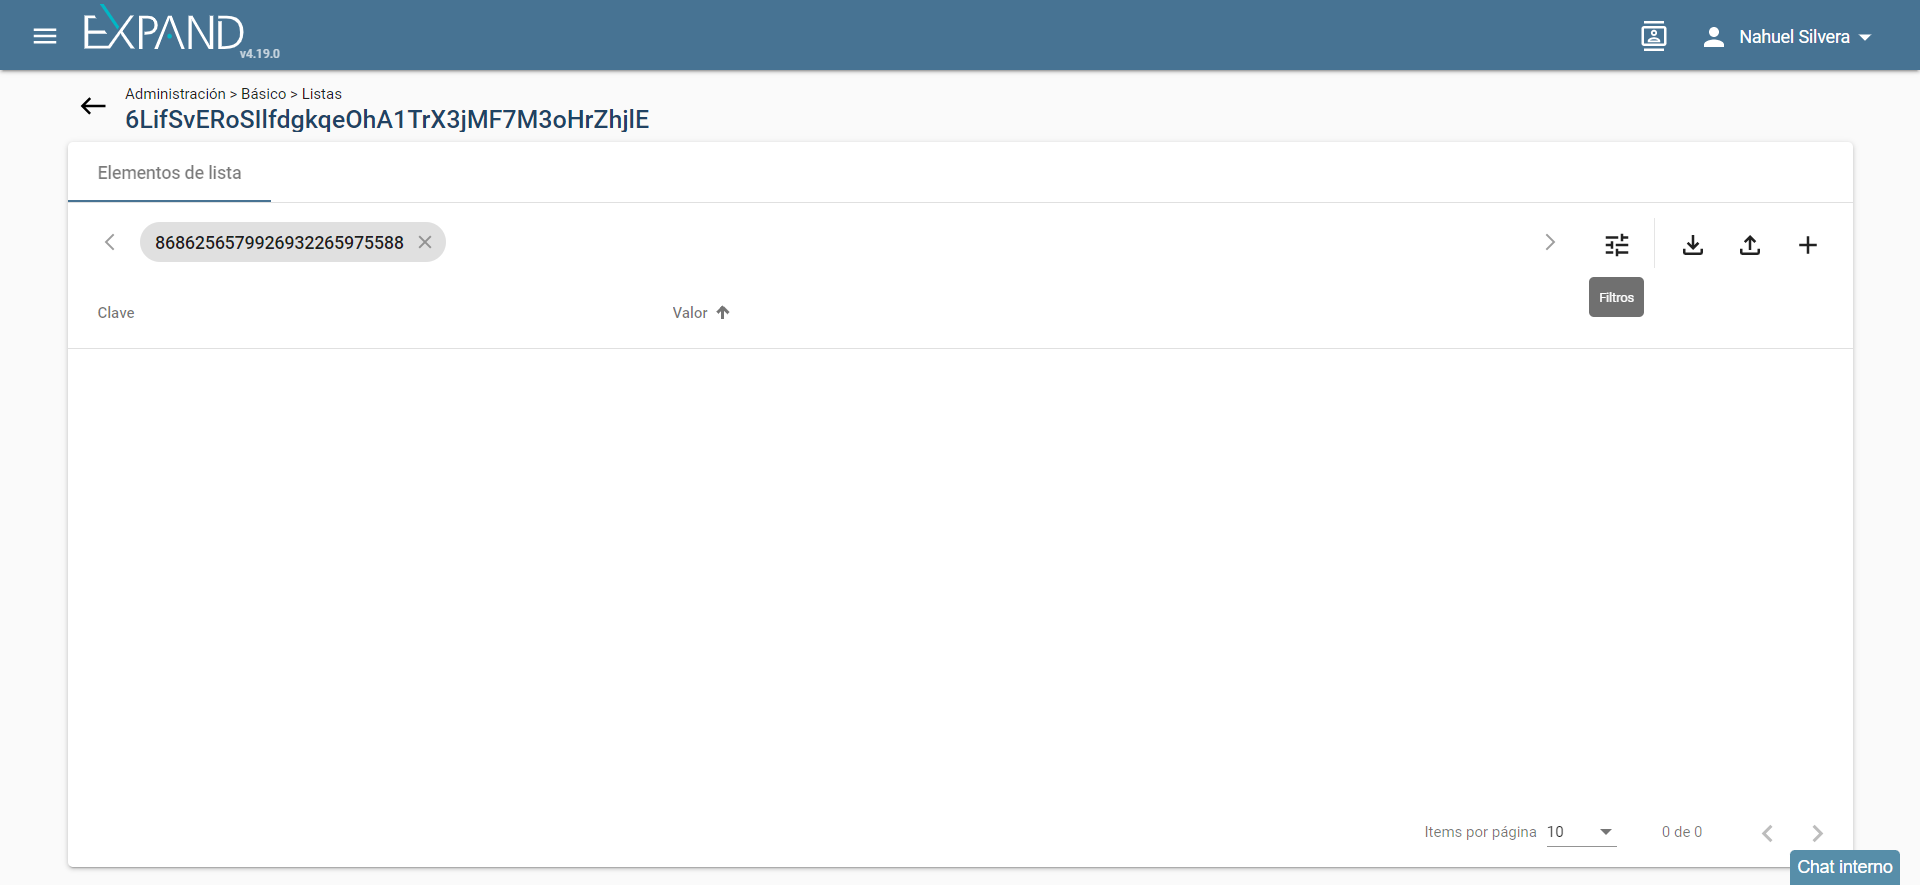 EXPAND
v4.19.0
Nahuel Silvera
Administración > Básico > Listas
6LifSvERoSIlfdgkqeOhA1TrX3jMF7M3oHrZhjlE
Elementos de lista
8686256579926932265975588
Filtros
Clave
Valor
Items por página 10
0 de 0
Chat interno